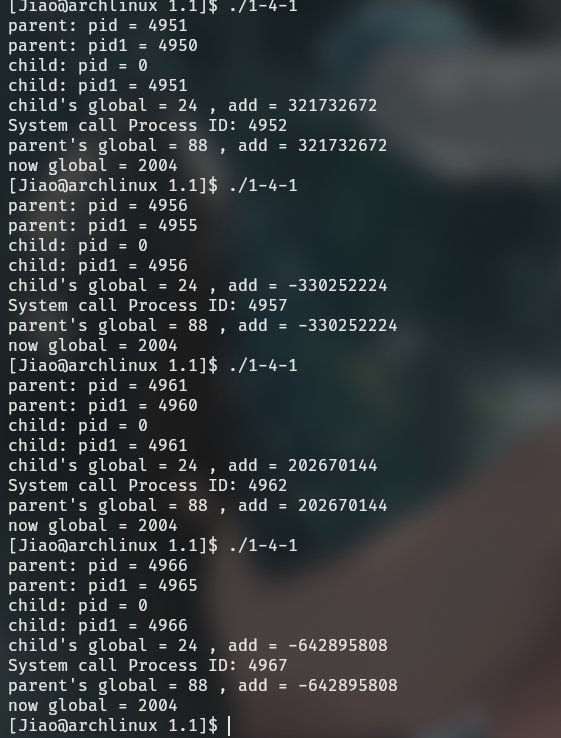 [Jiao@archlinux 1.1]$ ./1-4-1
parent: pid = 4951
parent: pid1 = 4950
child: pid = 0
child: pid1 = 4951
child's global = 24 , add = 321732672
System call Process ID: 4952
parent's global = 88 , add = 321732672
now global = 2004
[Jiao@archlinux 1.1]$ ./1-4-1
parent: pid = 4956
parent: pid1 = 4955
child: pid = 0
child: pid1 = 4956
child's global = 24 , add = -330252224
System call Process ID: 4957
parent's global = 88 , add = -330252224
now global = 2004
[Jiao@archlinux 1.1]$ ./1-4-1
parent: pid = 4961
parent: pid1 = 4960
child: pid = 0
child: pid1 = 4961
child's global = 24 , add = 202670144
System call Process ID: 4962
parent's global = 88 , add = 202670144
now global = 2004
[Jiao@archlinux 1.1]$ ./1-4-1
parent: pid = 4966
parent: pid1 = 4965
child: pid = 0
child: pid1 = 4966
child's global = 24 , add = -642895808
System call Process ID: 4967
parent's global = 88 , add = -642895808
now global = 2004
[Jiao@archlinux 1.1]$